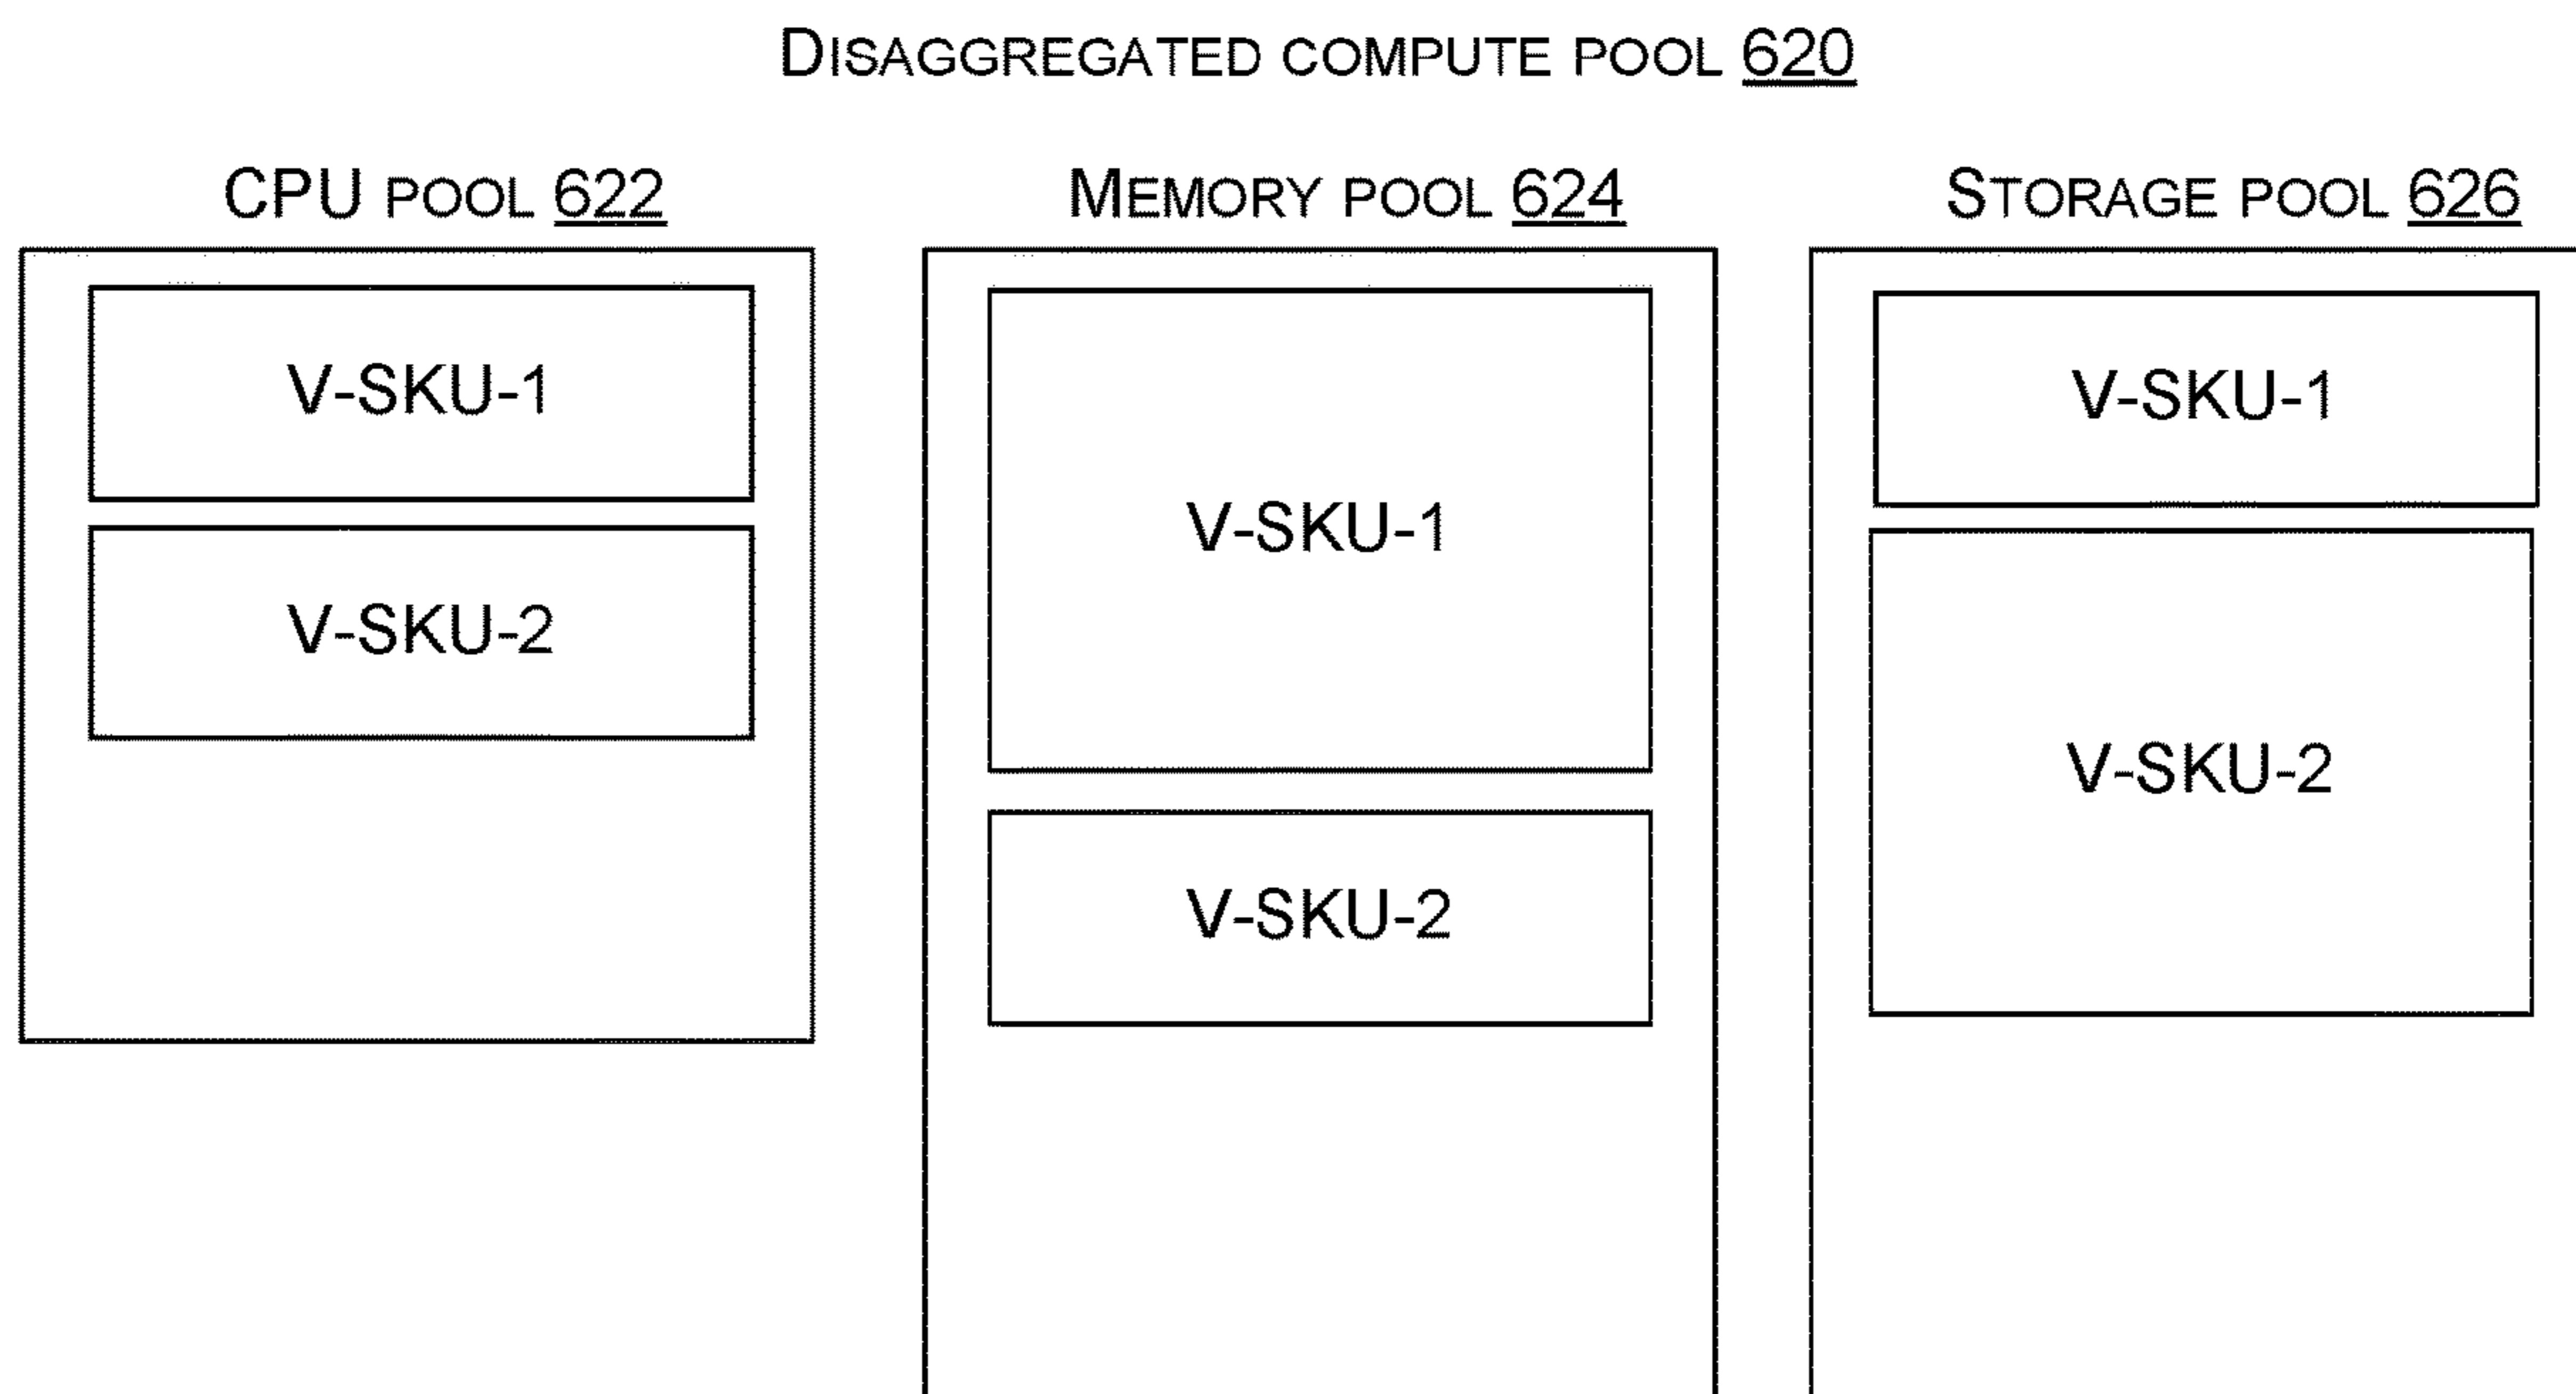 DISAGGREGATED COMPUTE POOL 620
CPU POOL 622
MEMORY POOL 624
STORAGE POOL 626
V-SKU-1
V-SKU-2
V-SKU-1
V-SKU-2
V-SKU-1
V-SKU-2